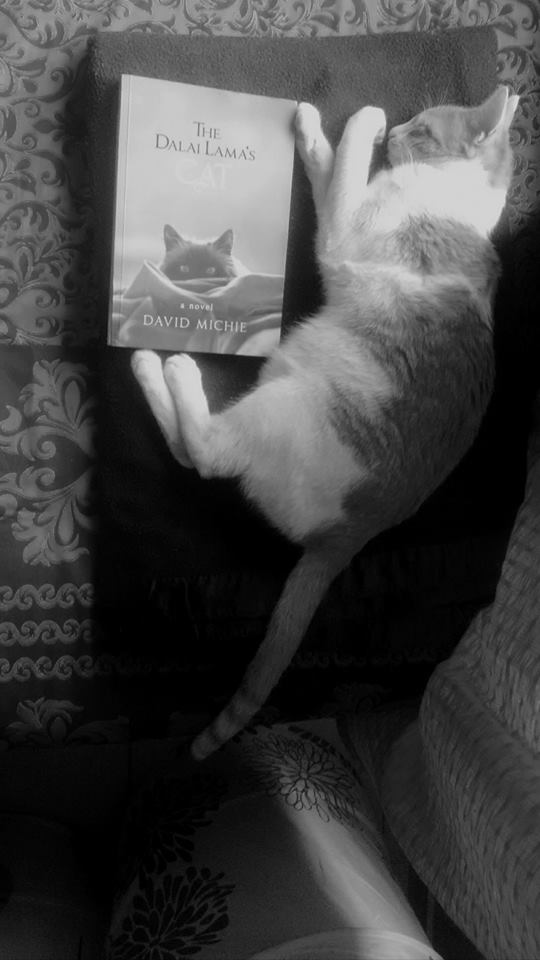 THE
DALAI LAMA'S
CAT
a novel
DAVID MICHIE